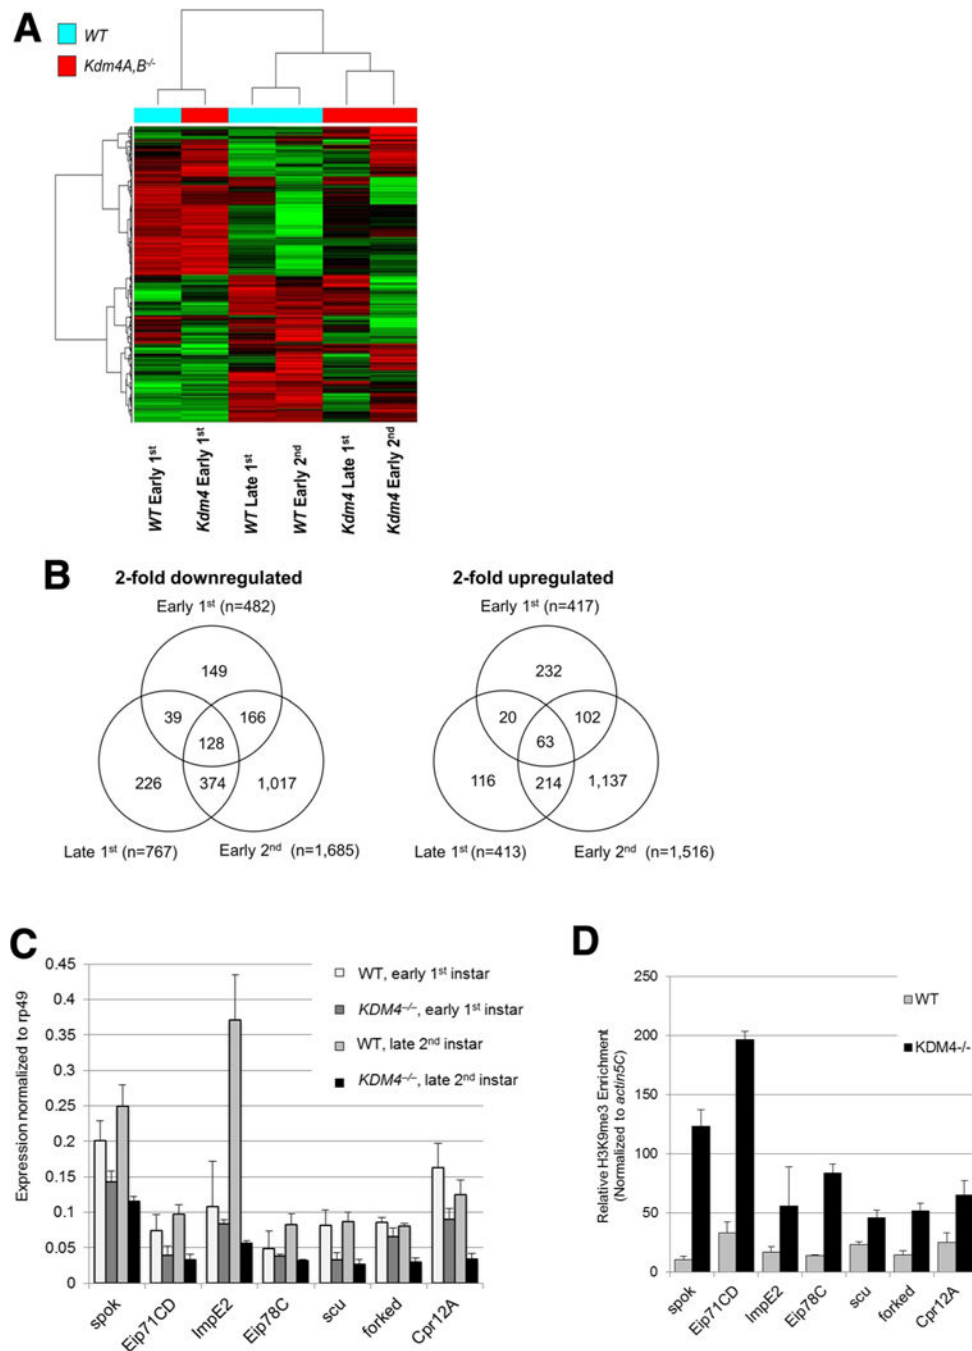 A
WT
Kdm4A,B-/-
WT Early 1st
Kdm4 Early 1st
WT Late 1st
WT Early 2nd
Kdm4 Late 1st
Kdm4 Early 2nd
B
2-fold downregulated
Early 1st (n=482)
149
39
166
128
226
374
1,017
Late 1st (n=767)
Early 2nd (n=1,685)
2-fold upregulated
Early 1st (n=417)
232
20
102
63
116
214
1,137
Late 1st (n=413)
Early 2nd (n=1,516)
C
Expression normalized to rp49
0.45
0.4
0.35
0.3
0.25
0.2
0.15
0.1
0.05
0
WT, early 1st instar
KDM4–/–, early 1st instar
WT, late 2nd instar
KDM4–/–, late 2nd instar
spok
Eip71CD
ImpE2
Eip78C
scu
forked
Cpr12A
D
Relative H3K9me3 Enrichment
(Normalized to actin5C)
250
200
150
100
50
0
WT
KDM4-/-
spok
Eip71CD
ImpE2
Eip78C
scu
forked
Cpr12A